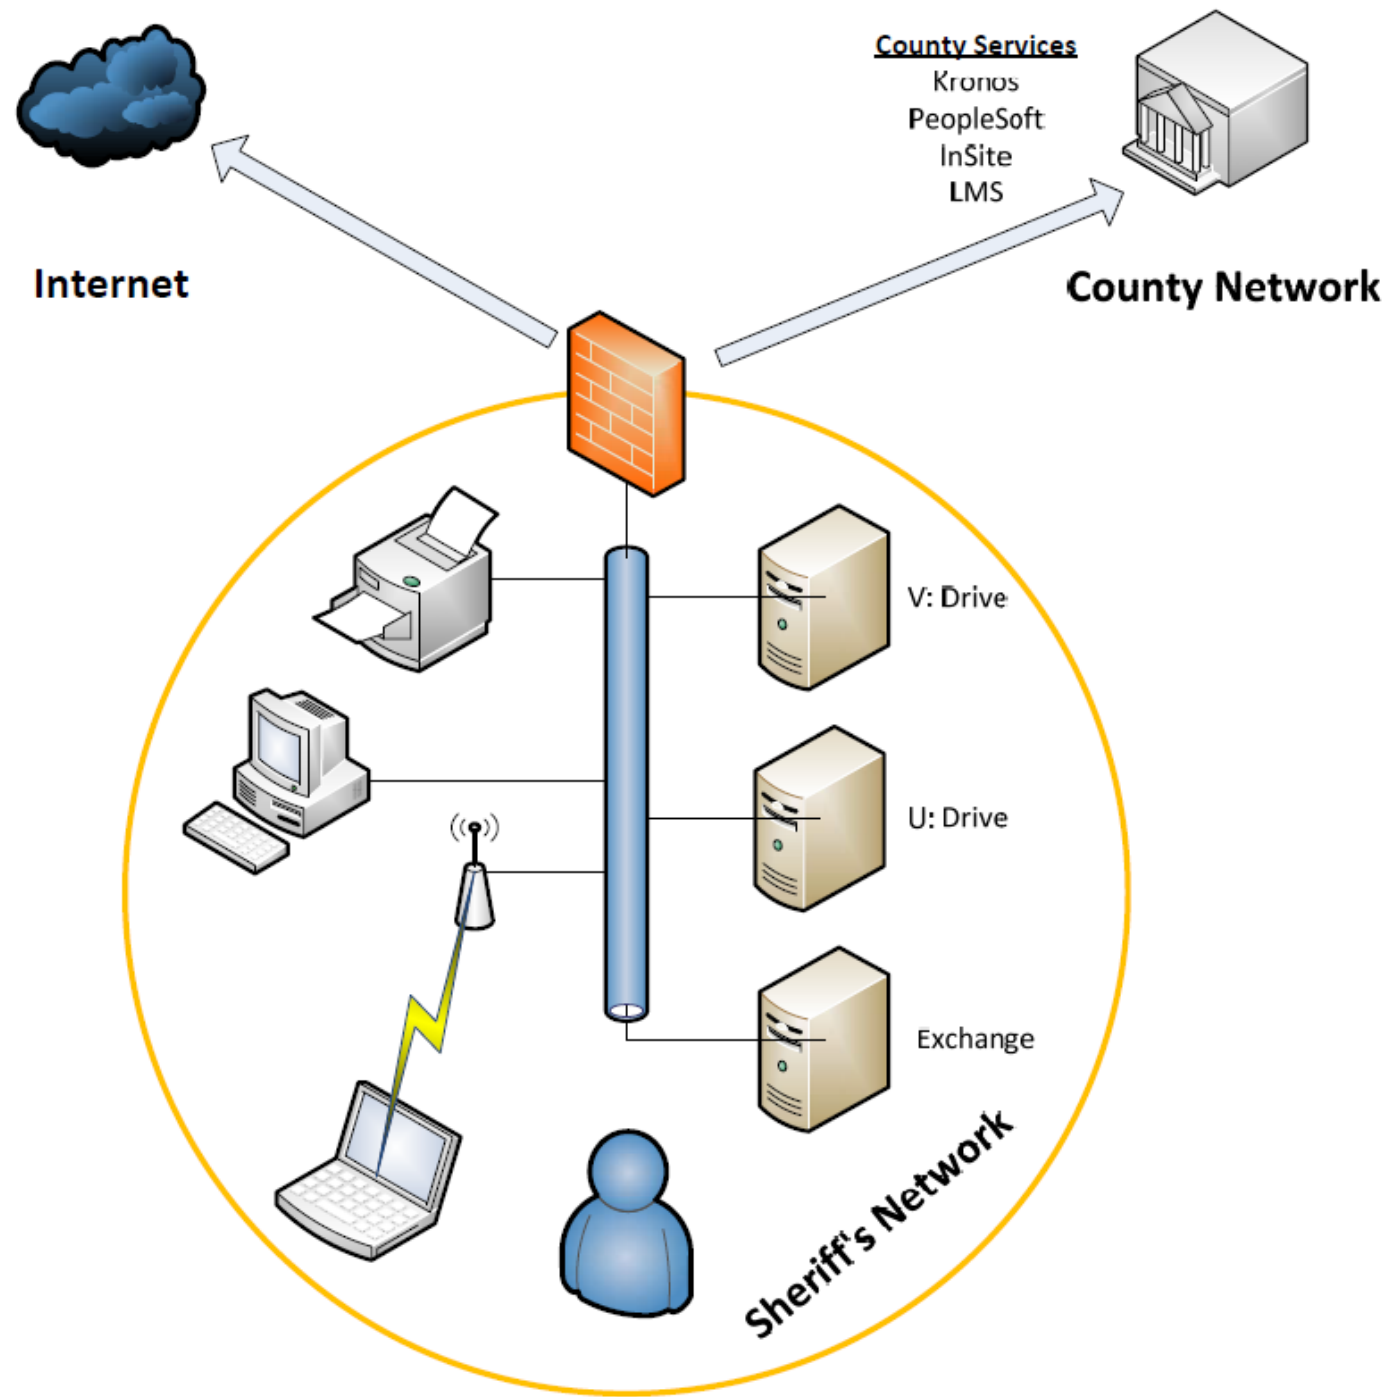 County Services
Kronos
PeopleSoft
InSite
LMS
Internet
County Network
V: Drive
U: Drive
Exchange
Sheriff's Network